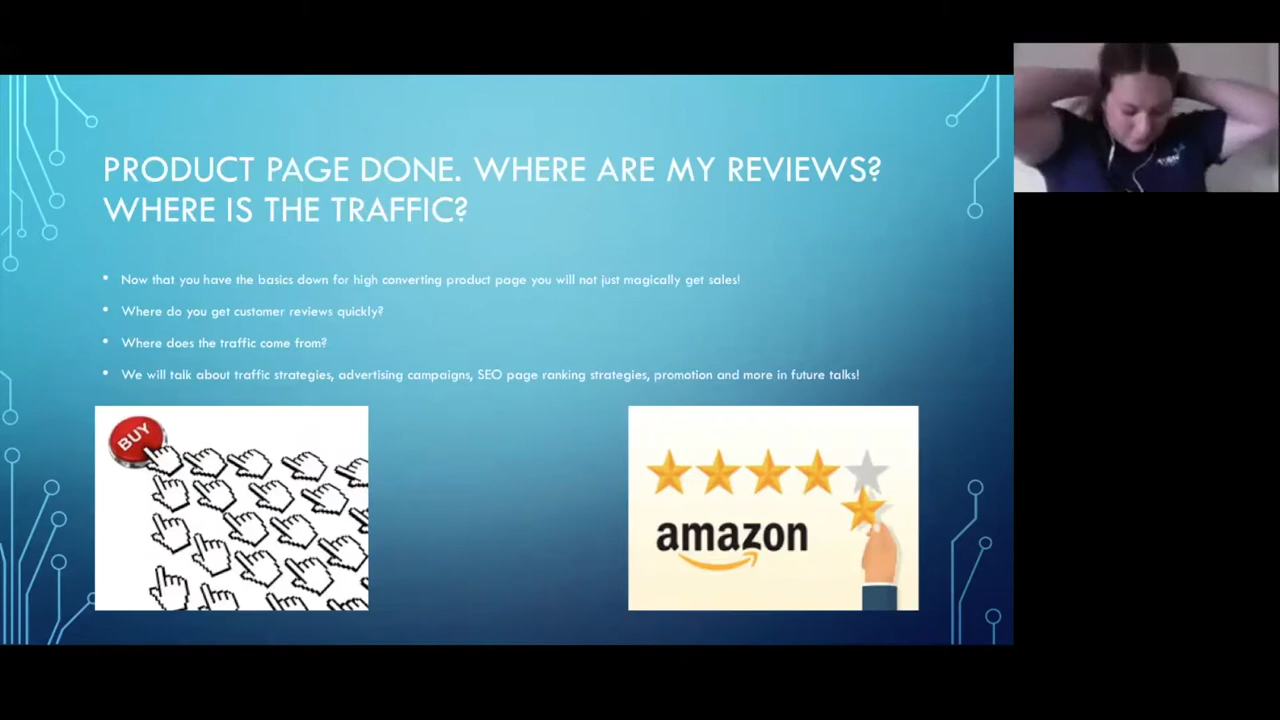 PRODUCT PAGE DONE. WHERE ARE MY REVIEWS?
WHERE IS THE TRAFFIC?
• Now that you have the basics down for high converting product page you will not just magically get sales!
• Where do you get customer reviews quickly?
• Where does the traffic come from?
• We will talk about traffic strategies, advertising campaigns, SEO page ranking strategies, promotion and more in future talks!
BUY
amazon